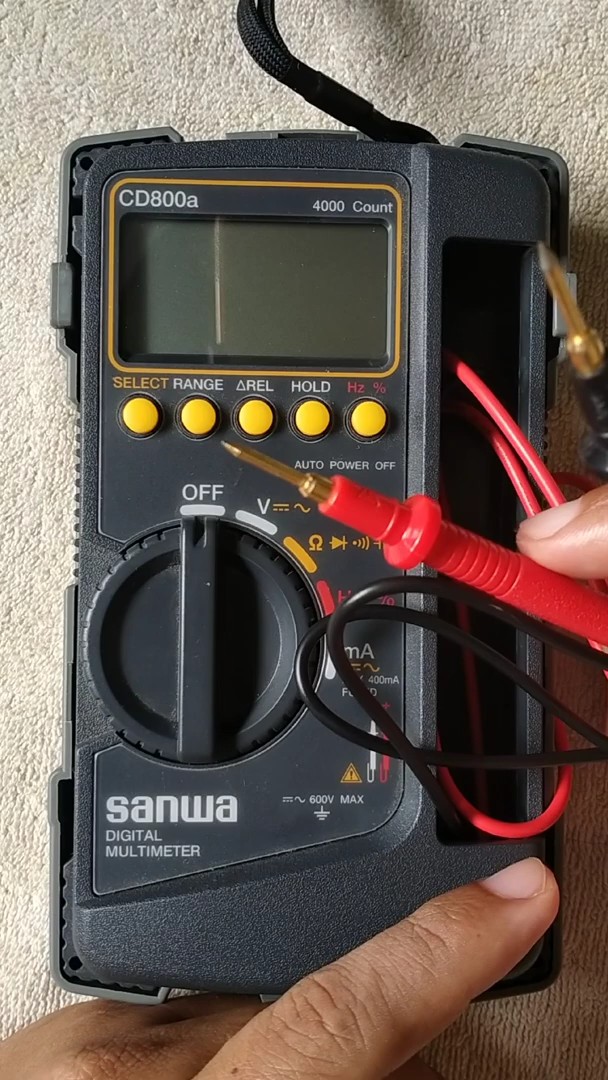 CD800a
4000 Count
SELECT RANGE ΔREL HOLD Hz %
AUTO POWER OFF
OFF
V
Ω
%
mA
400mA
sanwa
DIGITAL
MULTIMETER
600V MAX